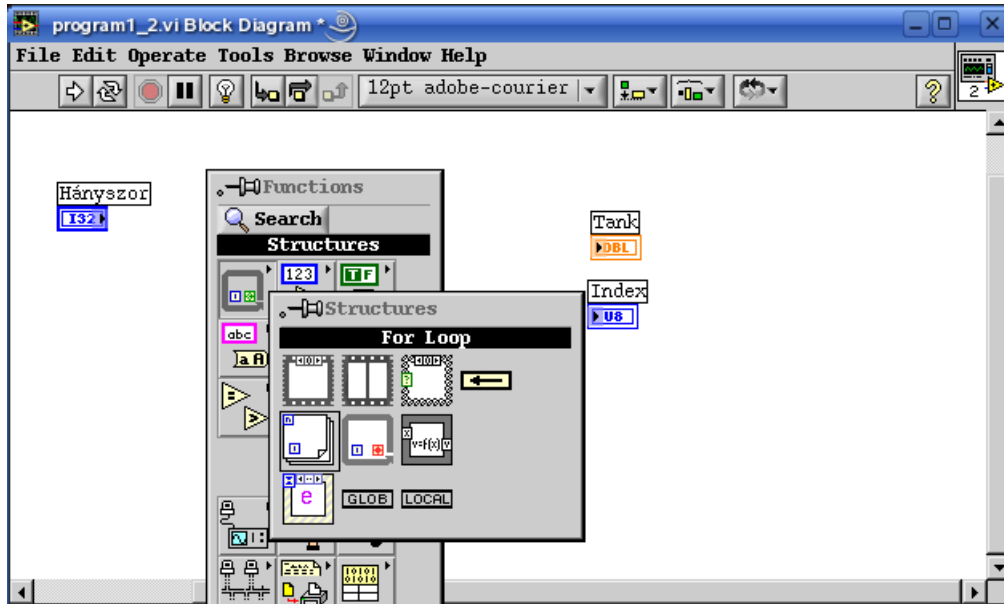 program1_2.vi Block Diagram *
File Edit Operate Tools Browse Window Help
12pt adobe-courier
?
2
Hányszor
I32
Functions
Search
Structures
123
TF
abc
a A
Tank
DBL
Index
U8
Structures
For Loop
?
n
i
i
x y=f(x) y
e
GLOB LOCAL